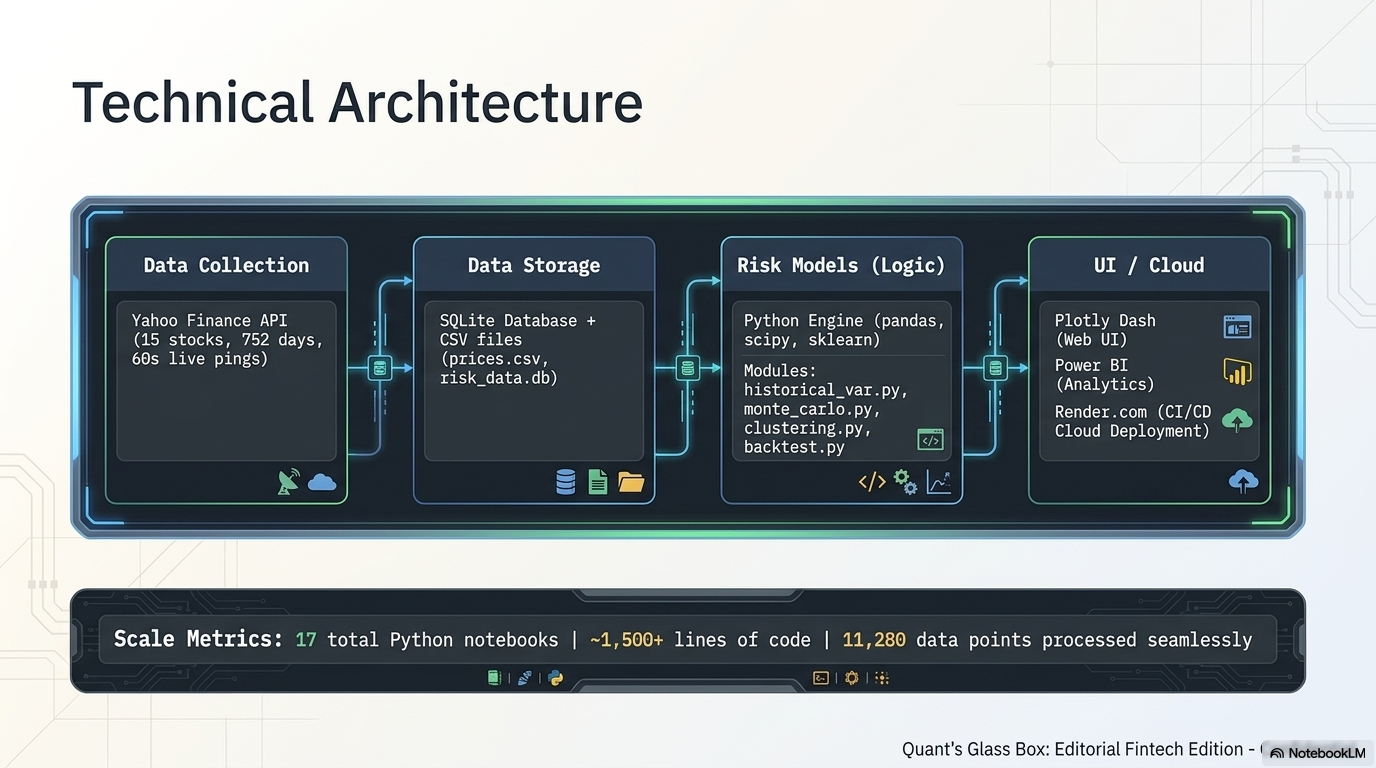 Technical Architecture
Data Collection
Yahoo Finance API
(15 stocks, 752 days,
60s live pings)
Data Storage
SQLite Database +
CSV files
(prices.csv,
risk_data.db)
Risk Models (Logic)
Python Engine (pandas,
scipy, sklearn)
Modules:
historical_var.py,
monte_carlo.py,
clustering.py,
backtest.py
</>
UI / Cloud
Plotly Dash
(Web UI)
Power BI
(Analytics)
Render.com (CI/CD
Cloud Deployment)
</>
Scale Metrics: 17 total Python notebooks | ~1,500+ lines of code | 11,280 data points processed seamlessly
Quant's Glass Box: Editorial Fintech Edition -
NotebookLM